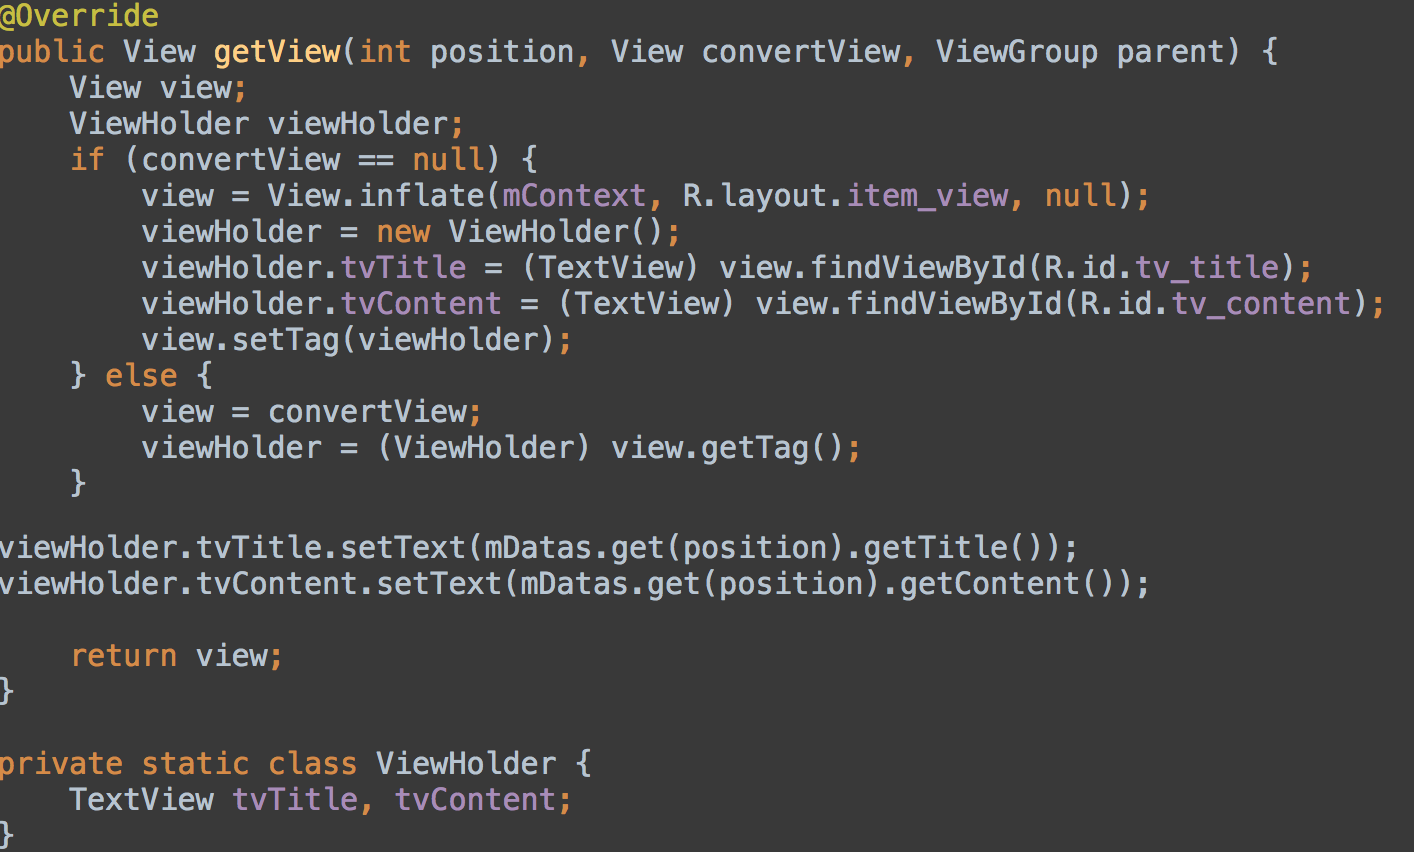 @Override
public View getView(int position, View convertView, ViewGroup parent) {
    View view;
    ViewHolder viewHolder;
    if (convertView == null) {
        view = View.inflate(mContext, R.layout.item_view, null);
        viewHolder = new ViewHolder();
        viewHolder.tvTitle = (TextView) view.findViewById(R.id.tv_title);
        viewHolder.tvContent = (TextView) view.findViewById(R.id.tv_content);
        view.setTag(viewHolder);
    } else {
        view = convertView;
        viewHolder = (ViewHolder) view.getTag();
    }
viewHolder.tvTitle.setText(mDatas.get(position).getTitle());
viewHolder.tvContent.setText(mDatas.get(position).getContent());
    return view;
}
private static class ViewHolder {
    TextView tvTitle, tvContent;
}